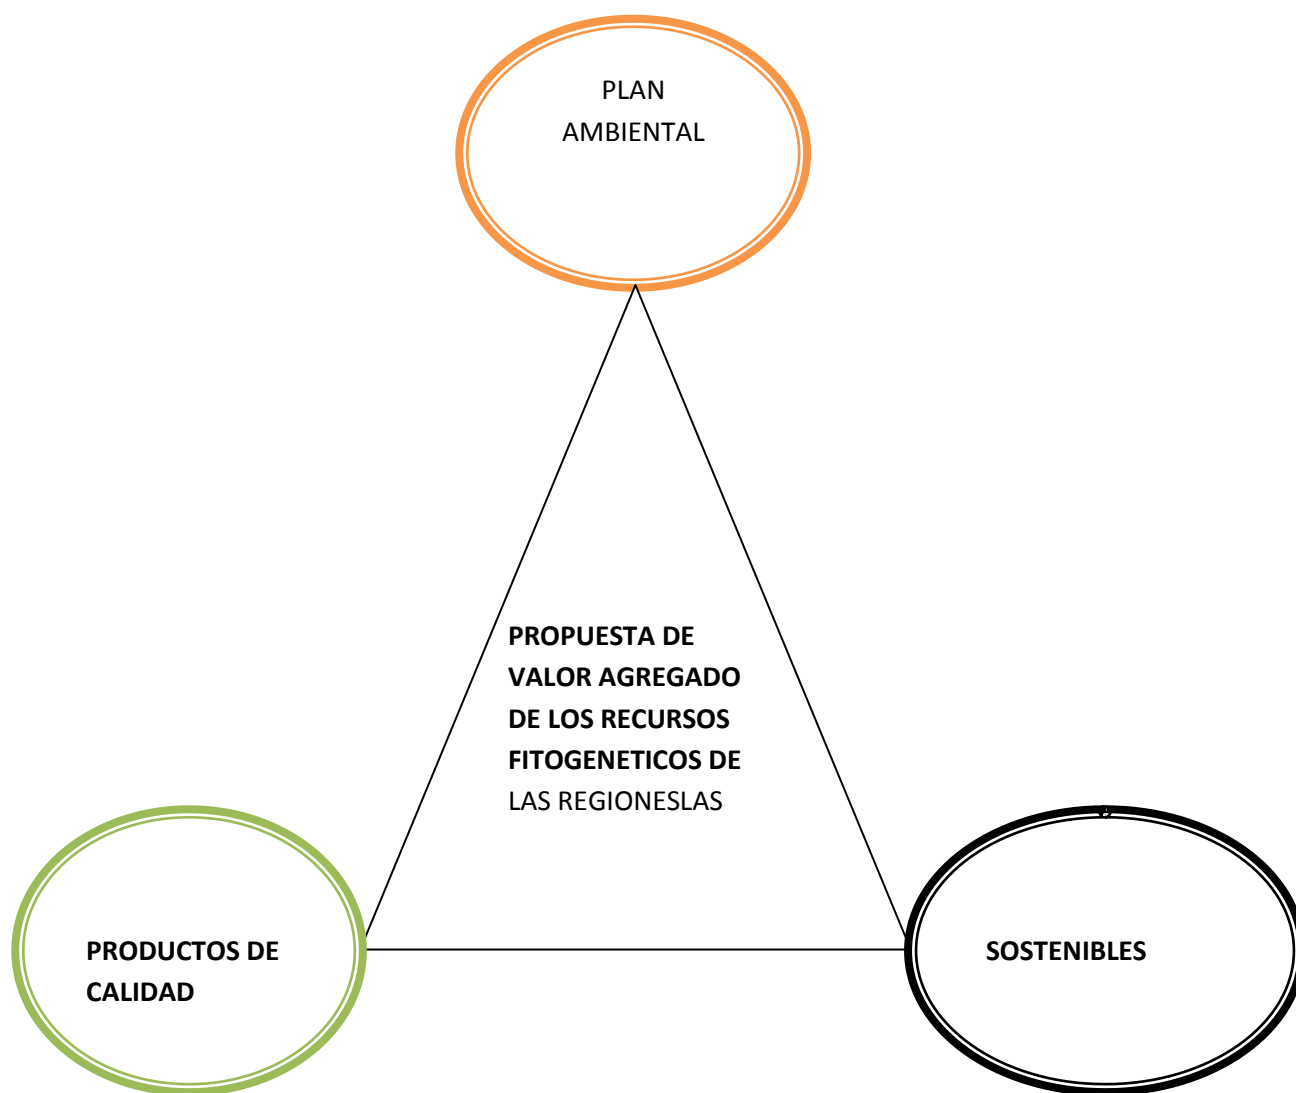 PLAN
AMBIENTAL
PROPUESTA DE
VALOR AGREGADO
DE LOS RECURSOS
FITOGENETICOS DE
LAS REGIONESLAS
PRODUCTOS DE
CALIDAD
SOSTENIBLES